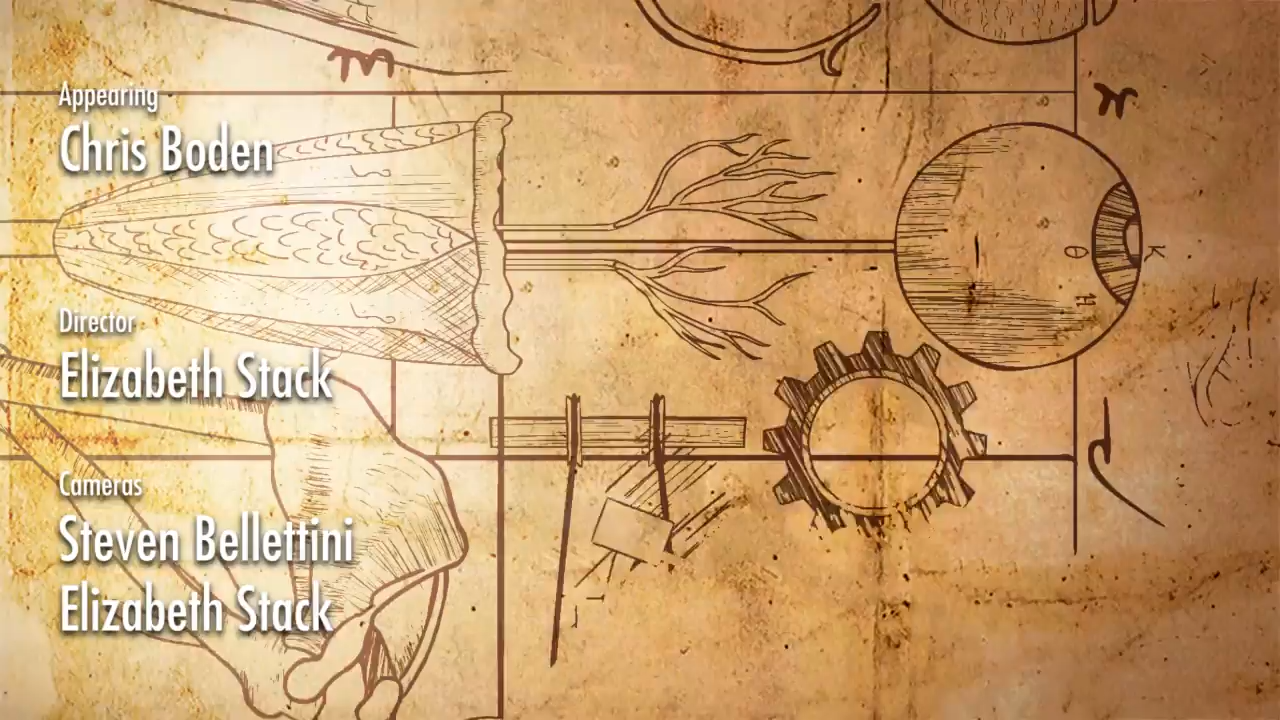 Appearing
Chris Boden
Director
Elizabeth Stack
Cameras
Steven Bellettini
Elizabeth Stack